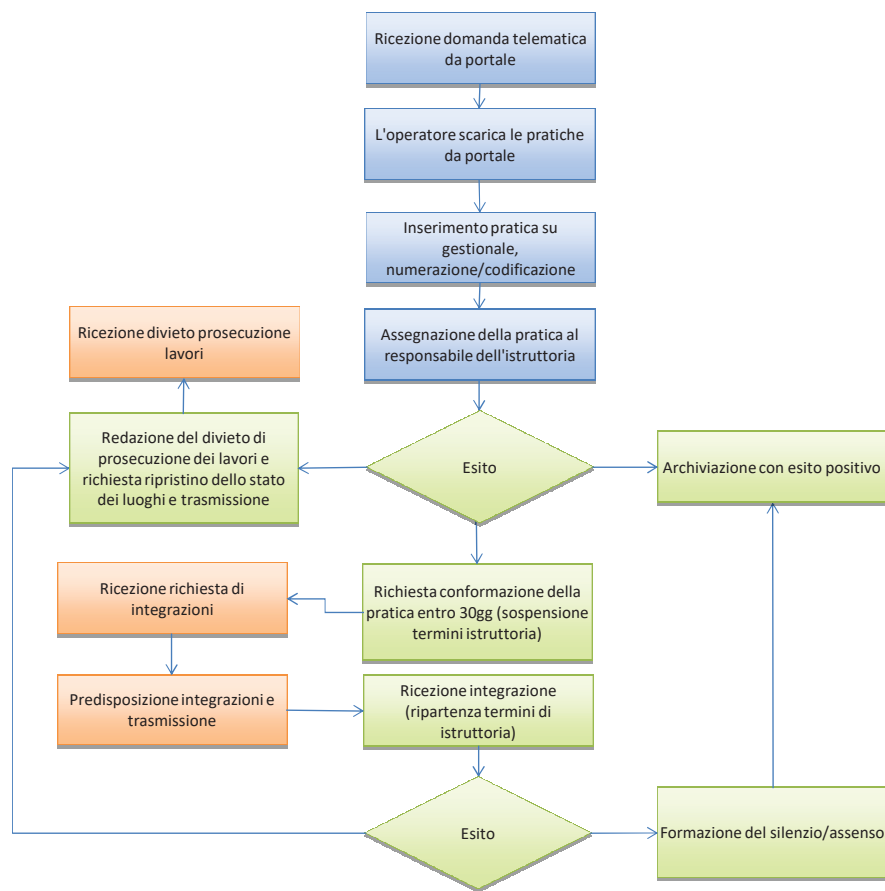 Ricezione domanda telematica
da portale
L'operatore scarica le pratiche
da portale
Inserimento pratica su
gestionale,
numerazione/codificazione
Ricezione divieto prosecuzione
lavori
Assegnazione della pratica al
responsabile dell'istruttoria
Redazione del divieto di
prosecuzione dei lavori e
richiesta ripristino dello stato
dei luoghi e trasmissione
Esito
Archiviazione con esito positivo
Ricezione richiesta di
integrazioni
Richiesta conformazione della
pratica entro 30gg (sospensione
termini istruttoria)
Predisposizione integrazioni e
trasmissione
Ricezione integrazione
(ripartenza termini di
istruttoria)
Esito
Formazione del silenzio/assenso